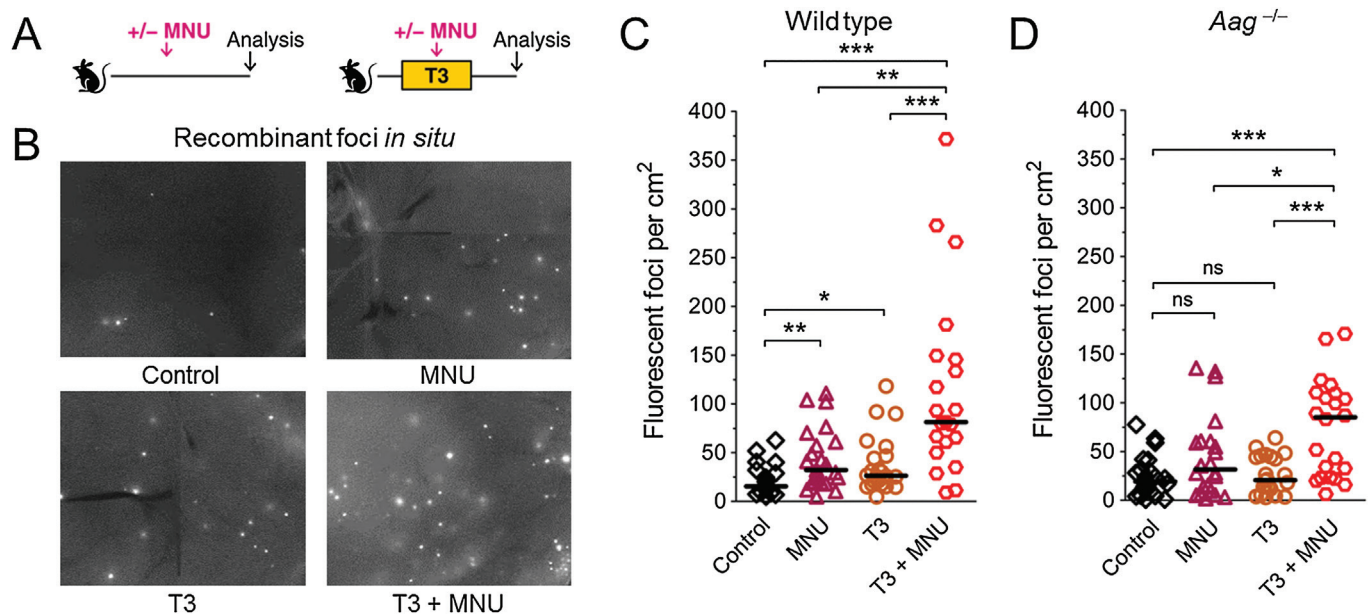 A
+/– MNU
Analysis
+/– MNU
Analysis
T3
B
Recombinant foci in situ
Control
MNU
T3
T3 + MNU
C
Wild type
***
**
***
*
**
Fluorescent foci per cm2
400
350
300
250
200
150
100
50
0
Control
MNU
T3
T3 + MNU
D
Aag –/–
***
*
***
ns
ns
Fluorescent foci per cm2
400
350
300
250
200
150
100
50
0
Control
MNU
T3
T3 + MNU